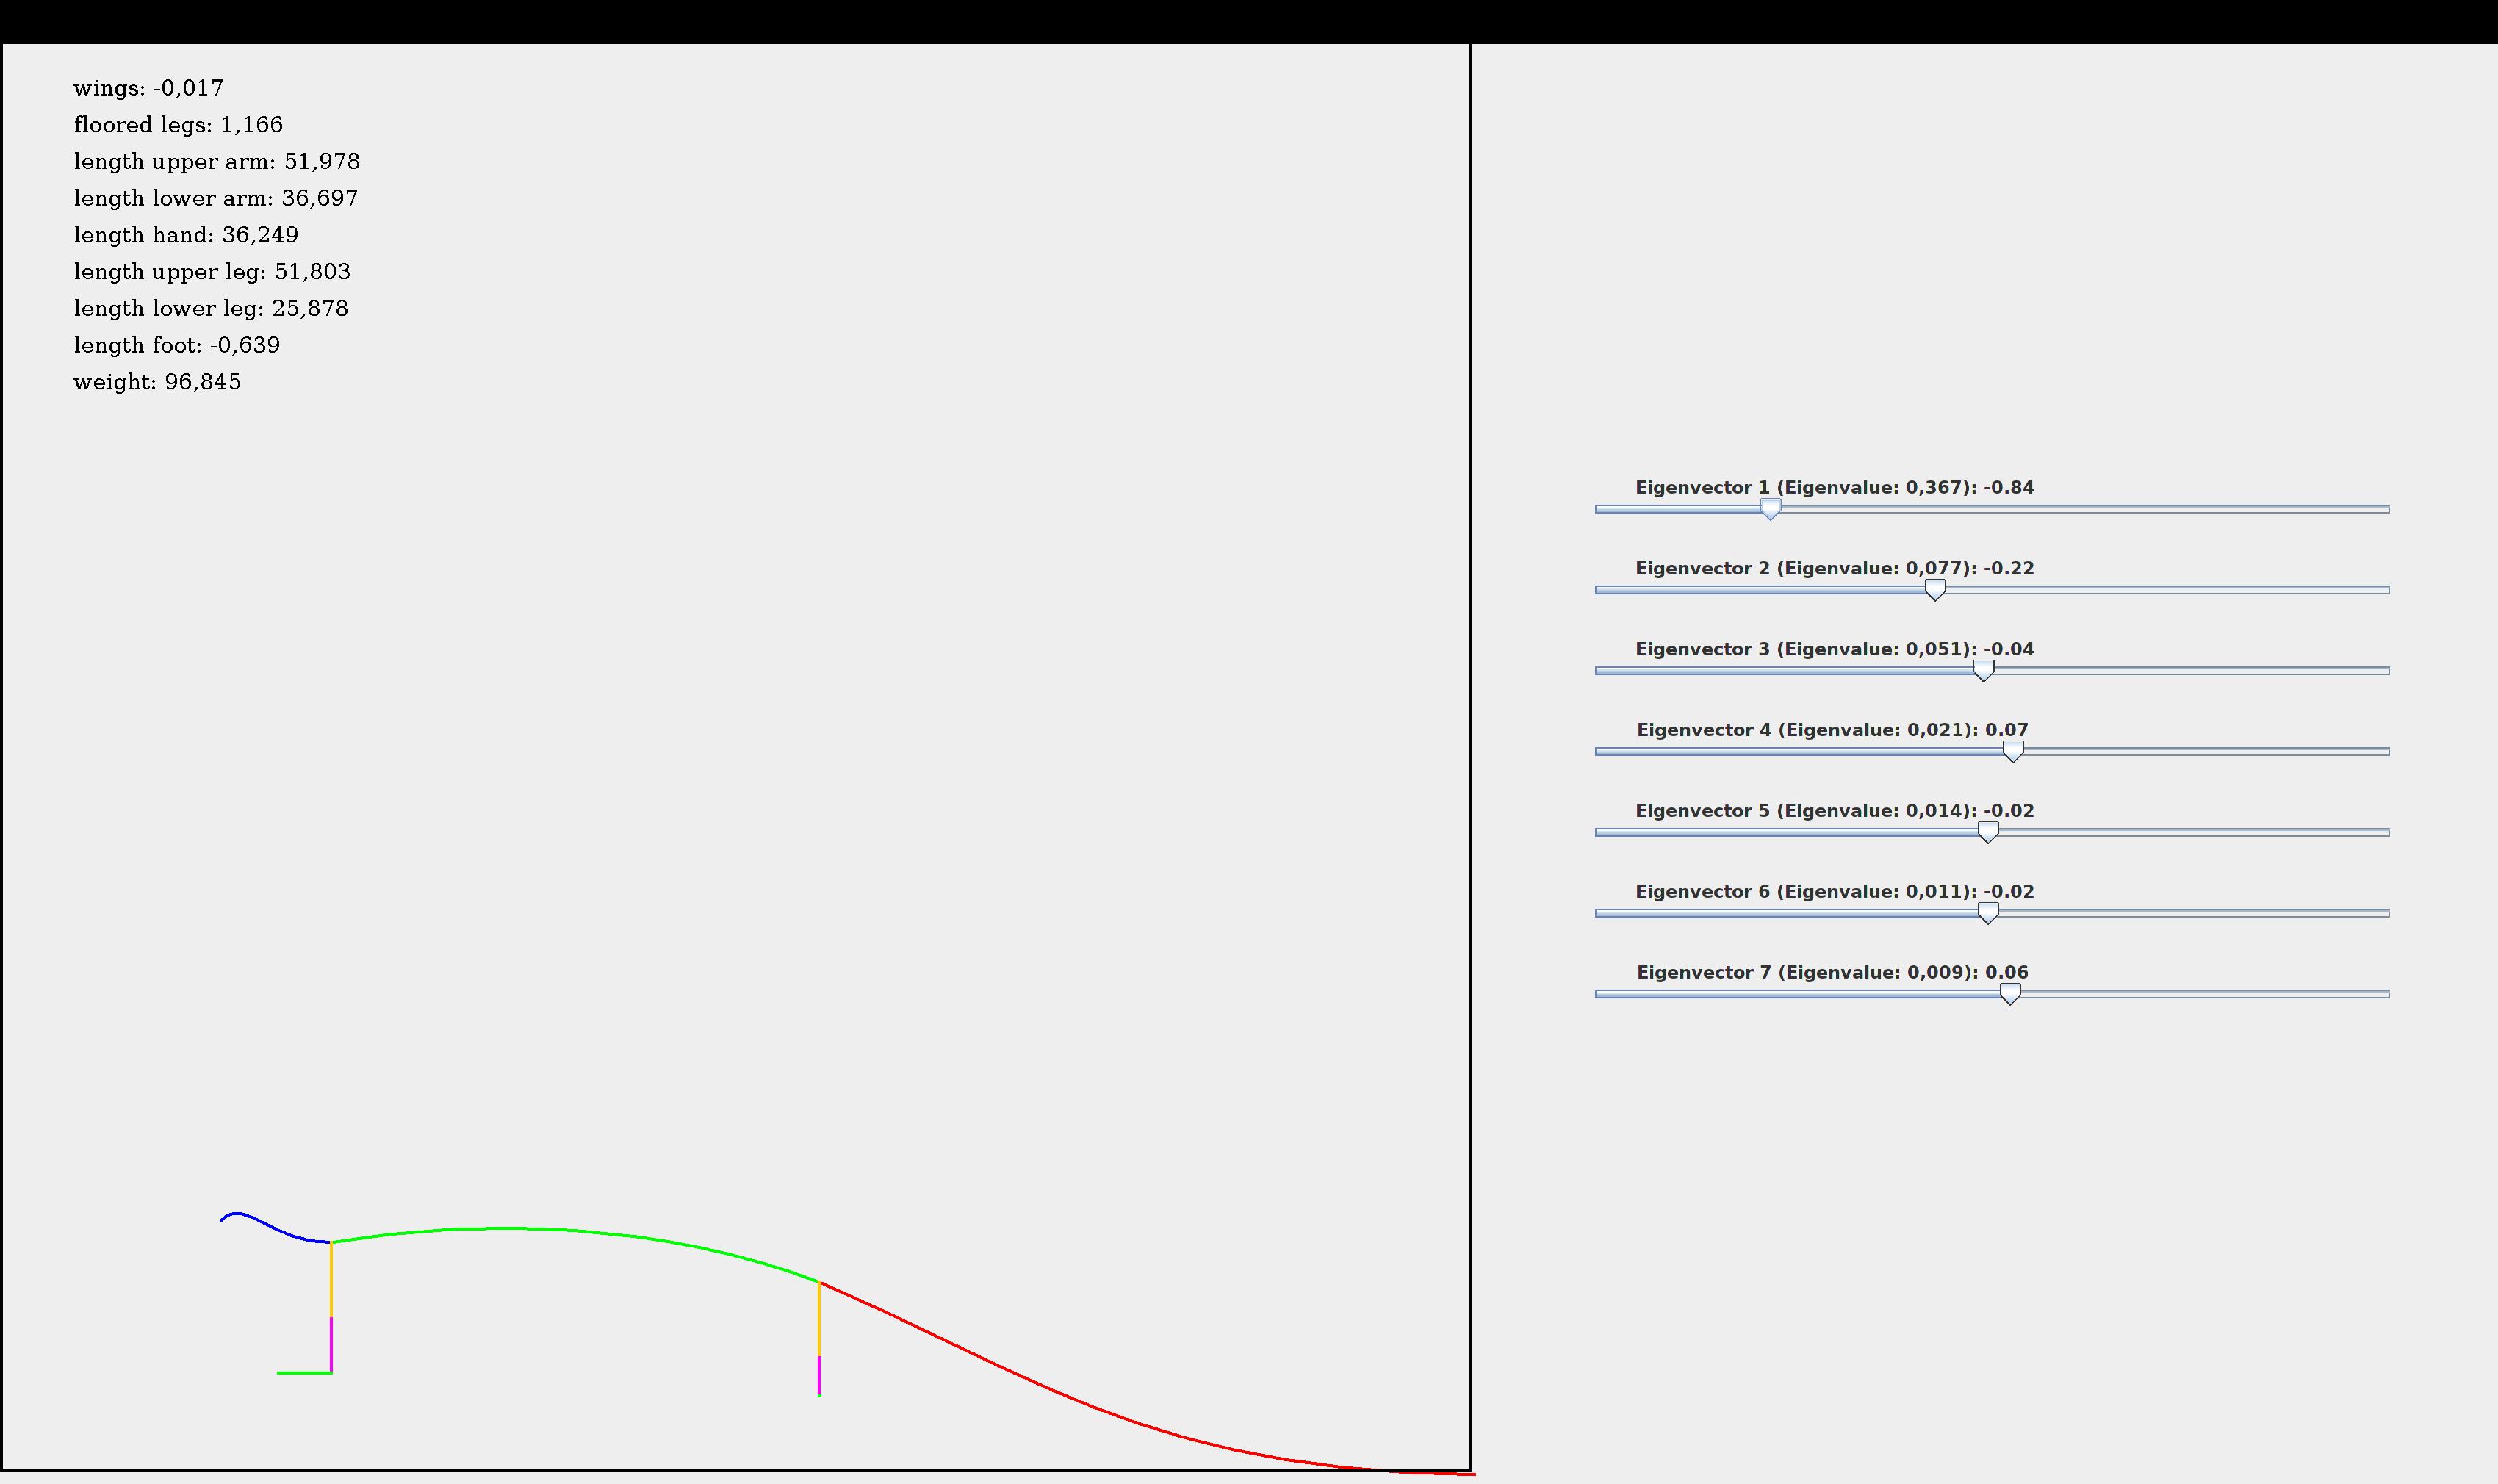 wings: -0,017
floored legs: 1,166
length upper arm: 51,978
length lower arm: 36,697
length hand: 36,249
length upper leg: 51,803
length lower leg: 25,878
length foot: -0,639
weight: 96,845
Eigenvector 1 (Eigenvalue: 0,367): -0.84
Eigenvector 2 (Eigenvalue: 0,077): -0.22
Eigenvector 3 (Eigenvalue: 0,051): -0.04
Eigenvector 4 (Eigenvalue: 0,021): 0.07
Eigenvector 5 (Eigenvalue: 0,014): -0.02
Eigenvector 6 (Eigenvalue: 0,011): -0.02
Eigenvector 7 (Eigenvalue: 0,009): 0.06